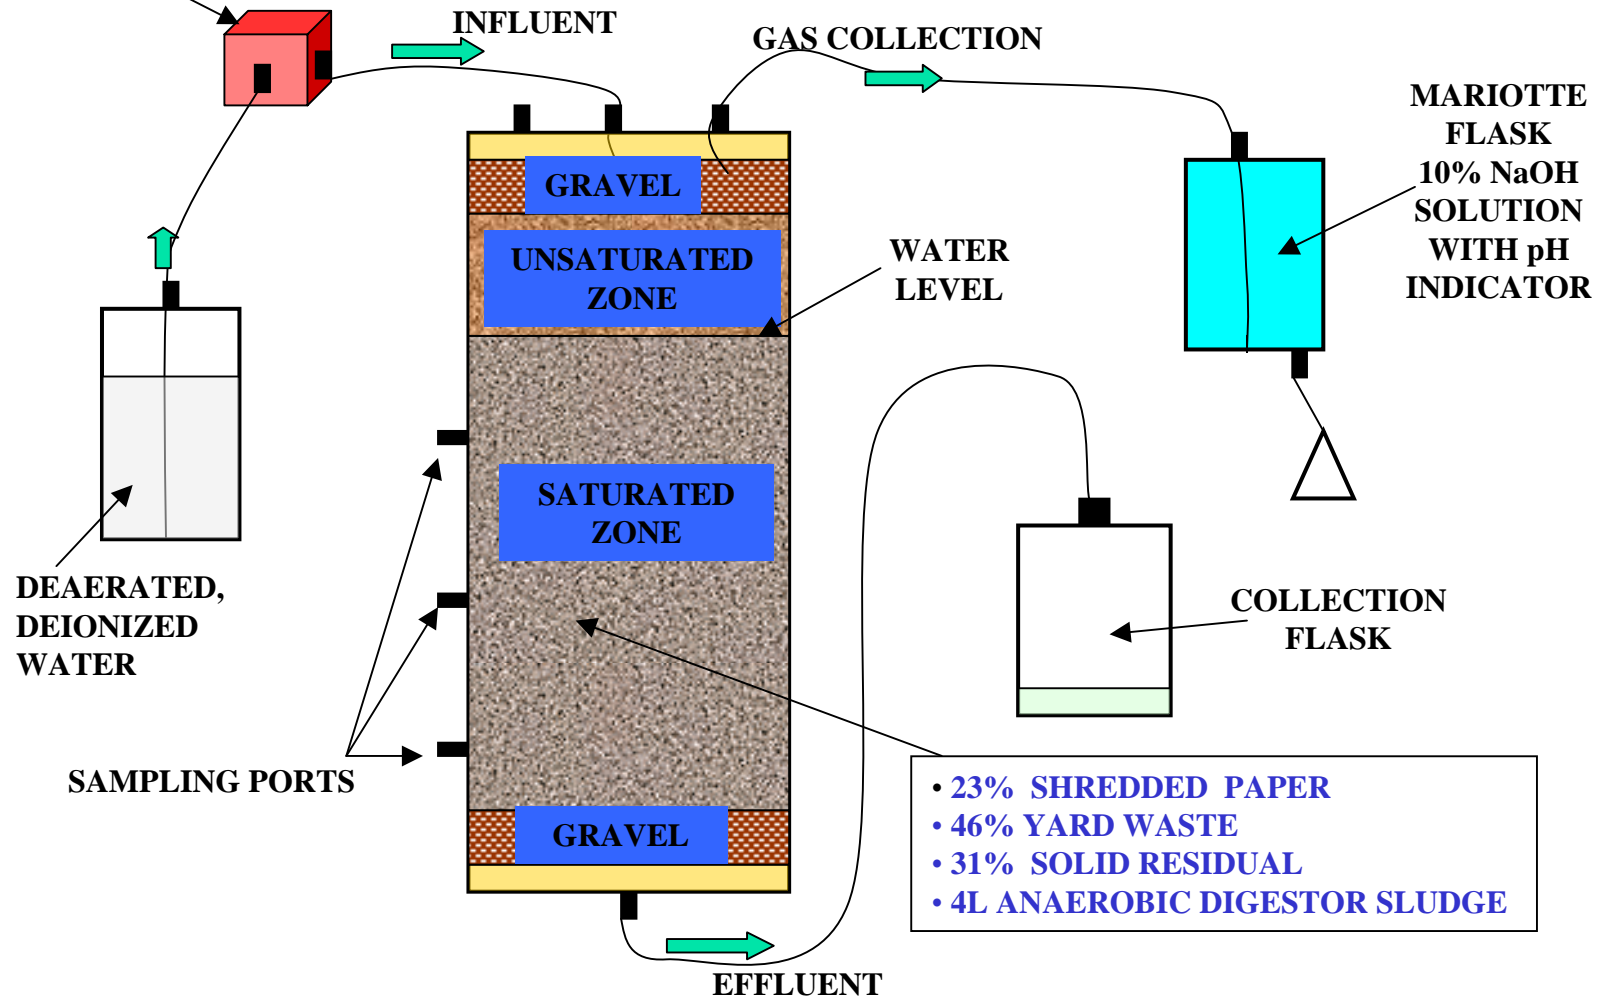 INFLUENT
GAS COLLECTION
MARIOTTE
FLASK
10% NaOH
SOLUTION
WITH pH
INDICATOR
GRAVEL
UNSATURATED
ZONE
WATER
LEVEL
SATURATED
ZONE
DEAERATED,
DEIONIZED
WATER
COLLECTION
FLASK
SAMPLING PORTS
GRAVEL
• 23% SHREDDED PAPER
• 46% YARD WASTE
• 31% SOLID RESIDUAL
• 4L ANAEROBIC DIGESTOR SLUDGE
EFFLUENT